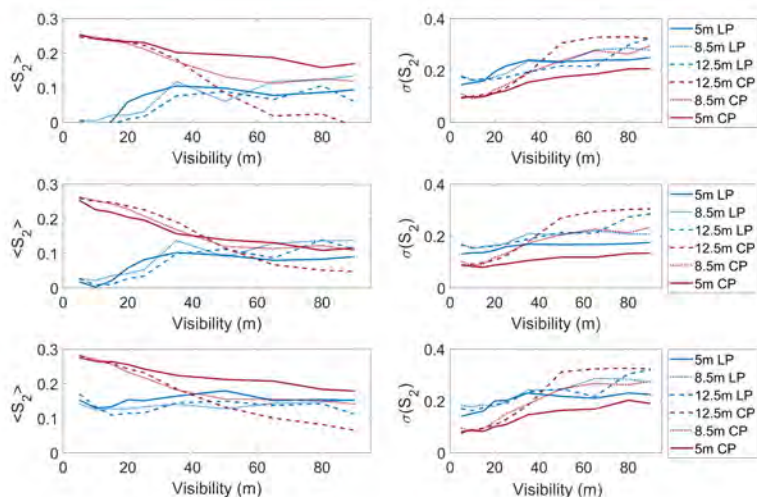 0.3
0.2
0.1
0
<S2>
0 20 40 60 80
Visibility (m)
0.4
0.2
0
σ(S2)
0 20 40 60 80
Visibility (m)
5m LP
8.5m LP
12.5m LP
12.5m CP
8.5m CP
5m CP
0.3
0.2
0.1
0
<S2>
0 20 40 60 80
Visibility (m)
0.4
0.2
0
σ(S2)
0 20 40 60 80
Visibility (m)
5m LP
8.5m LP
12.5m LP
12.5m CP
8.5m CP
5m CP
0.3
0.2
0.1
0
<S2>
0 20 40 60 80
Visibility (m)
0.4
0.2
0
σ(S2)
0 20 40 60 80
Visibility (m)
5m LP
8.5m LP
12.5m LP
12.5m CP
8.5m CP
5m CP